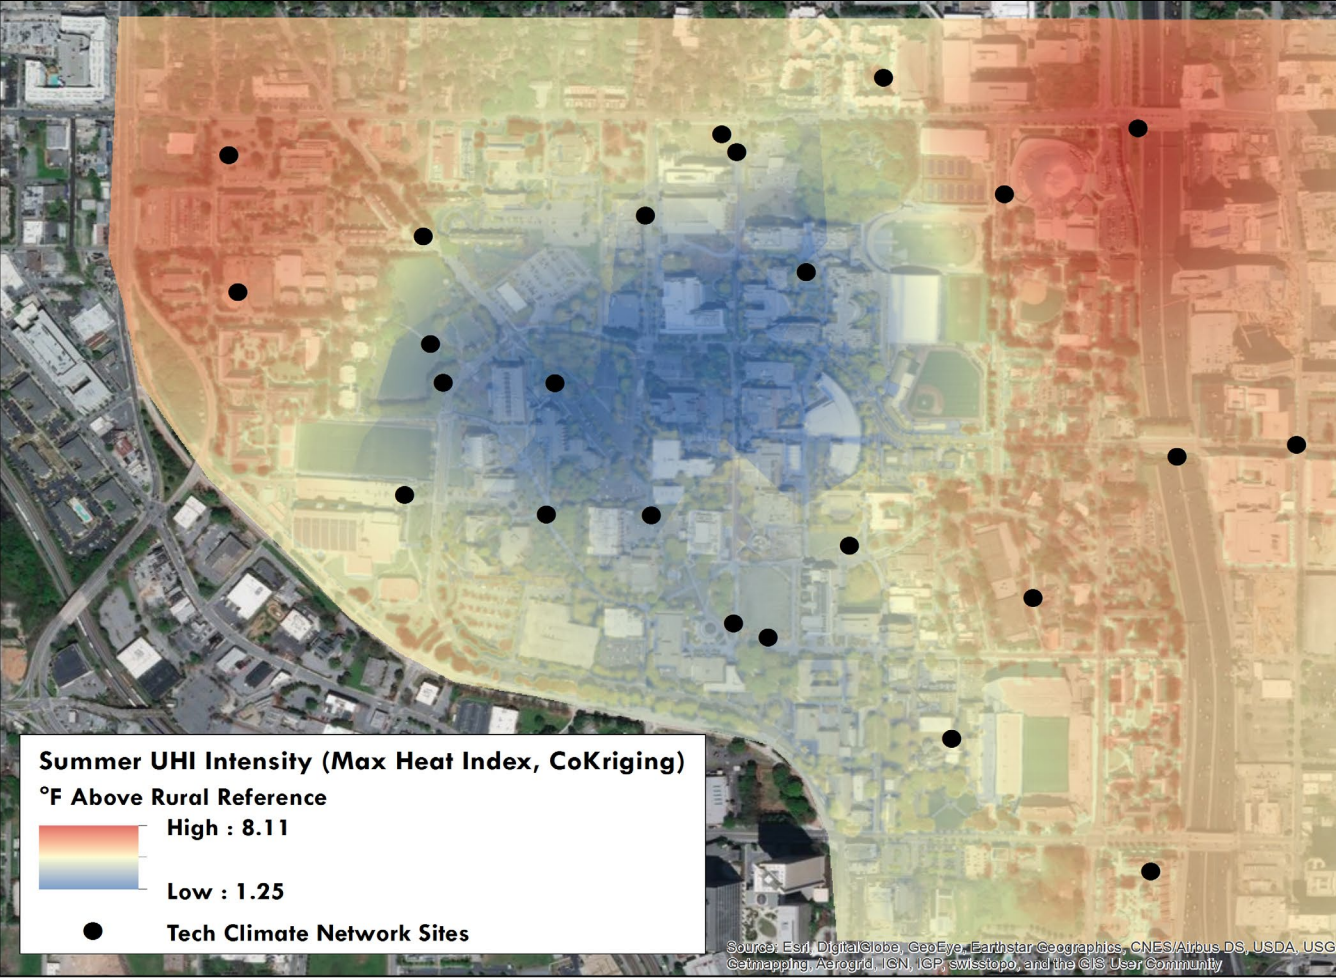 Summer UHI Intensity (Max Heat Index, CoKriging)
°F Above Rural Reference
High : 8.11
Low : 1.25
Tech Climate Network Sites
Source: Esri, DigitalGlobe, GeoEye, Earthstar Geographics, CNES/Airbus DS, USDA, USG
Getmapping, Aerogrid, IGN, IGP, swisstopo, and the GIS User Community